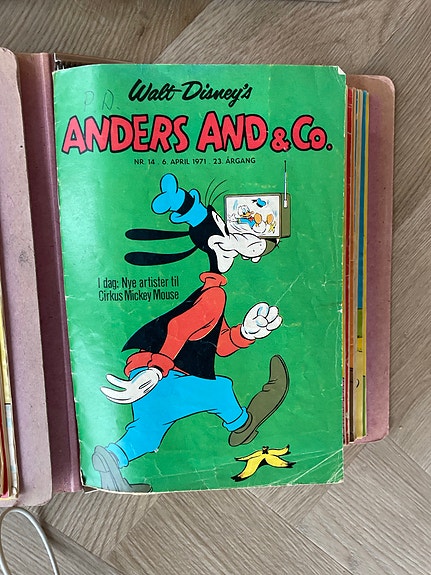 P.D.
Walt Disney's
ANDERS AND & Co.
NR. 14 . 6. APRIL 1971 . 23. ÅRGANG
I dag: Nye artister til
Cirkus Mickey Mouse